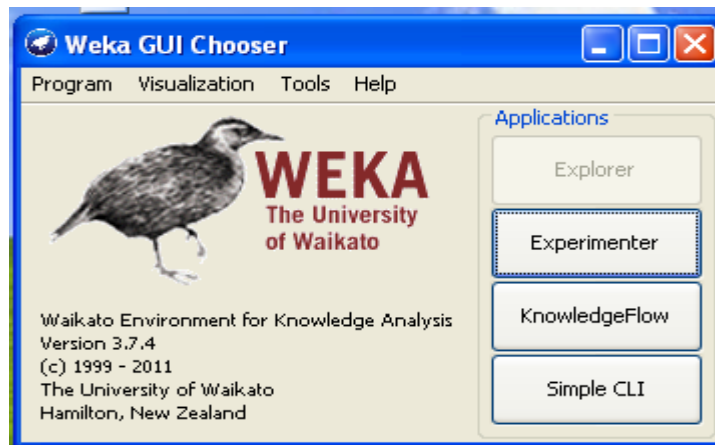 Weka GUI Chooser
Program Visualization Tools Help
WEKA
The University
of Waikato
Waikato Environment for Knowledge Analysis
Version 3.7.4
(c) 1999 - 2011
The University of Waikato
Hamilton, New Zealand
Applications
Explorer
Experimenter
KnowledgeFlow
Simple CLI